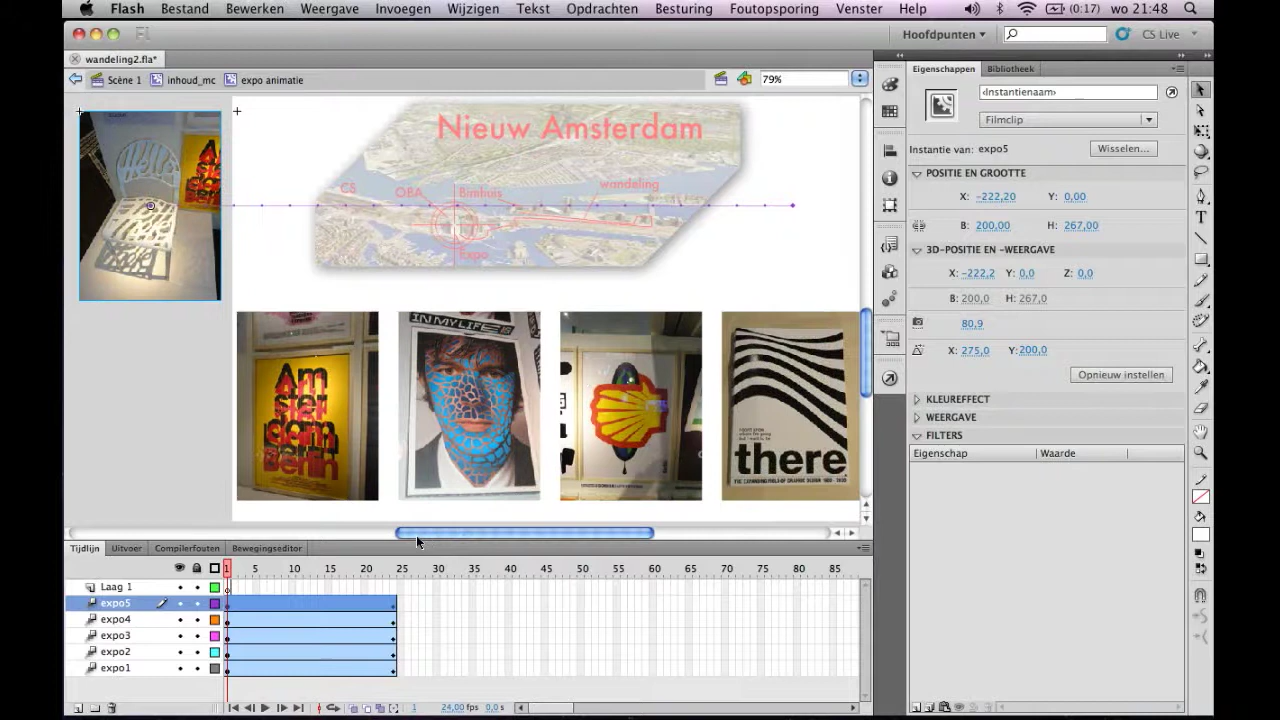 Flash Bestand Bewerken Weergave Invoegen Wijzigen Tekst Opdrachten Besturing Foutopsporing Venster Help (0:17) wo 21:48
Hoofdpunten CS Live
wandeling2.fla*
Scène 1 inhoud_mc expo animatie 79%
Eigenschappen Bibliotheek
‹Instantienaam›
Filmclip
Instantie van: expo5 Wisselen...
POSITIE EN GROOTTE
X: -222,20 Y: 0,00
B: 200,00 H: 267,00
3D-POSITIE EN -WEERGAVE
X: -222,2 Y: 0,0 Z: 0,0
B: 200,0 H: 267,0
80,9
X: 275,0 Y: 200,0
Opnieuw instellen
KLEUREFFECT
WEERGAVE
FILTERS
Eigenschap Waarde
Nieuw Amsterdam
CS OBA Bimhuis wandeling
Expo
IN MY LIFE
Am
ster
dam
Berlin
there
Tijdlijn Uitvoer Compilerfouten Bewegingseditor
1 5 10 15 20 25 30 35 40 45 50 55 60 65 70 75 80 85
Laag 1
expo5
expo4
expo3
expo2
expo1
1 24,00 fps 0,0 s